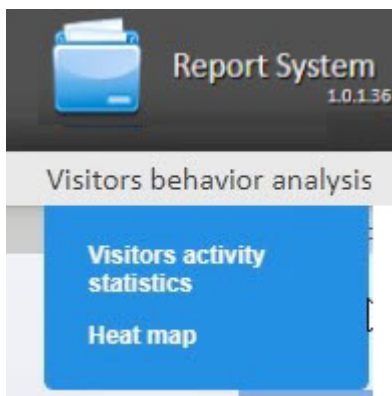 Report System
1.0.1.36
Visitors behavior analysis
Visitors activity
statistics
Heat map